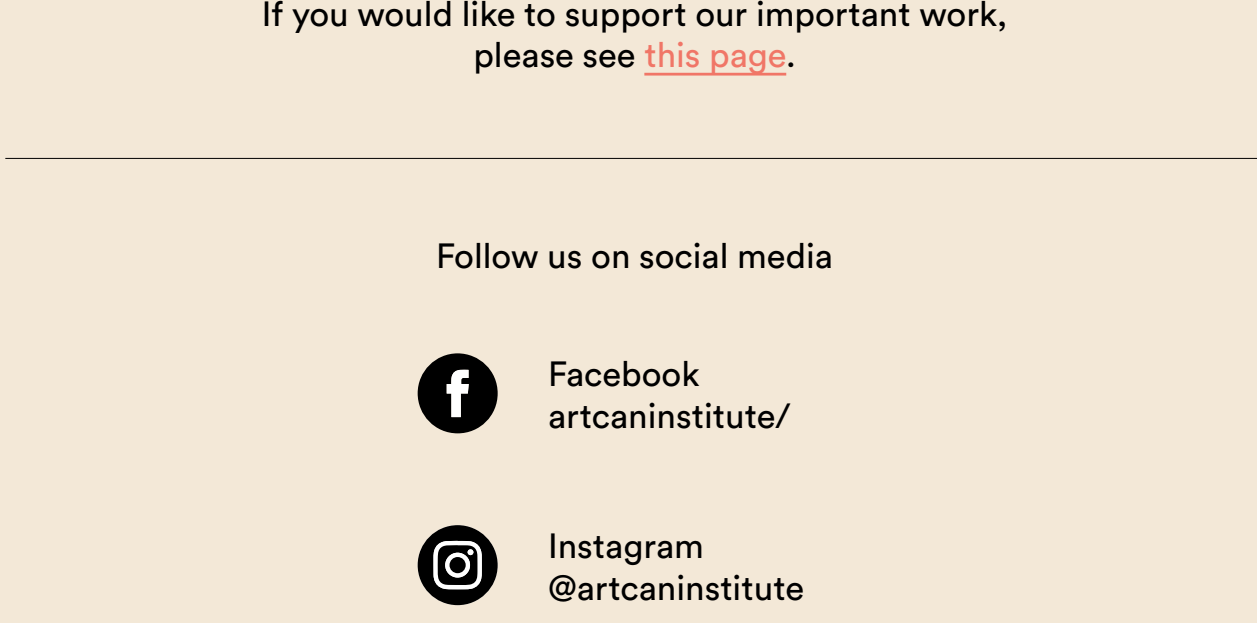 If you would like to support our important work,
please see this page.
Follow us on social media
Facebook
artcaninstitute/
Instagram
@artcaninstitute